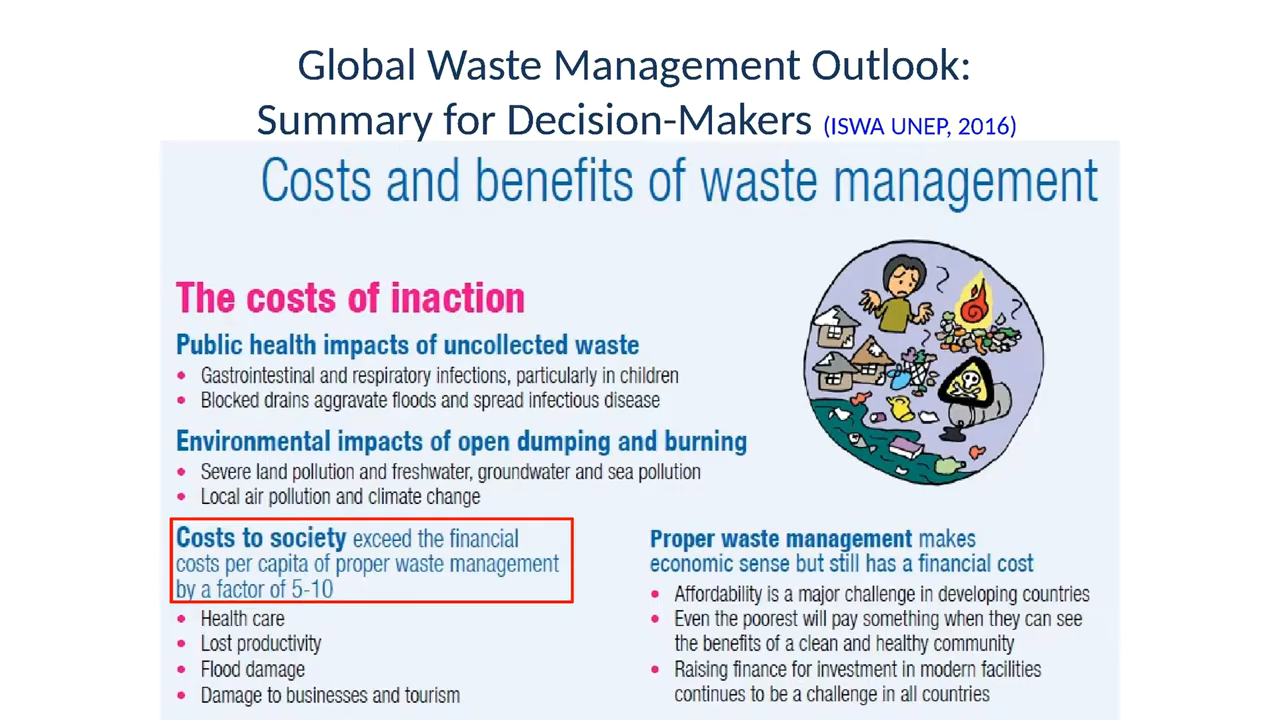 Global Waste Management Outlook:
Summary for Decision-Makers (ISWA UNEP, 2016)
Costs and benefits of waste management
The costs of inaction
Public health impacts of uncollected waste
• Gastrointestinal and respiratory infections, particularly in children
• Blocked drains aggravate floods and spread infectious disease
Environmental impacts of open dumping and burning
• Severe land pollution and freshwater, groundwater and sea pollution
• Local air pollution and climate change
Costs to society exceed the financial
costs per capita of proper waste management
by a factor of 5-10
• Health care
• Lost productivity
• Flood damage
• Damage to businesses and tourism
Proper waste management makes
economic sense but still has a financial cost
• Affordability is a major challenge in developing countries
• Even the poorest will pay something when they can see
the benefits of a clean and healthy community
• Raising finance for investment in modern facilities
continues to be a challenge in all countries